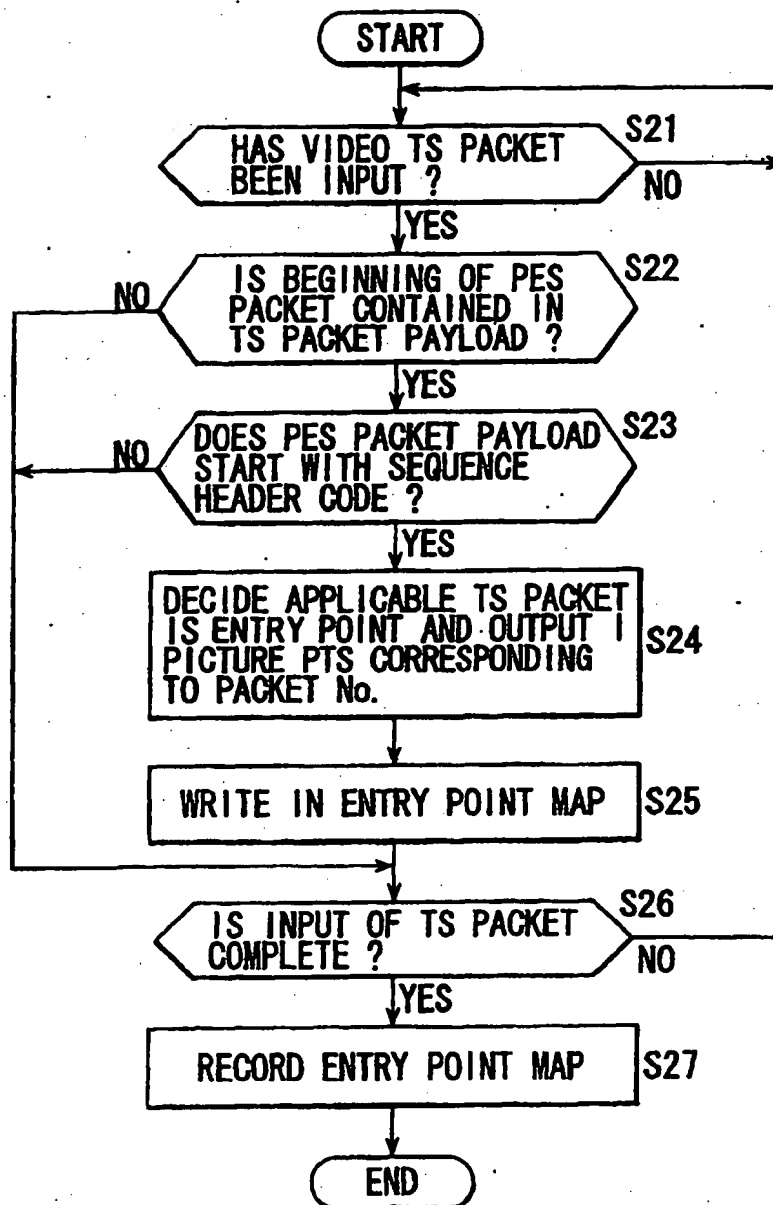 START
HAS VIDEO TS PACKET
BEEN INPUT ?
S21
NO
YES
IS BEGINNING OF PES
PACKET CONTAINED IN
TS PACKET PAYLOAD ?
S22
NO
YES
DOES PES PACKET PAYLOAD
START WITH SEQUENCE
HEADER CODE ?
S23
NO
YES
DECIDE APPLICABLE TS PACKET
IS ENTRY POINT AND OUTPUT I
PICTURE PTS CORRESPONDING
TO PACKET No.
S24
WRITE IN ENTRY POINT MAP
S25
IS INPUT OF TS PACKET
COMPLETE ?
S26
NO
YES
RECORD ENTRY POINT MAP
S27
END